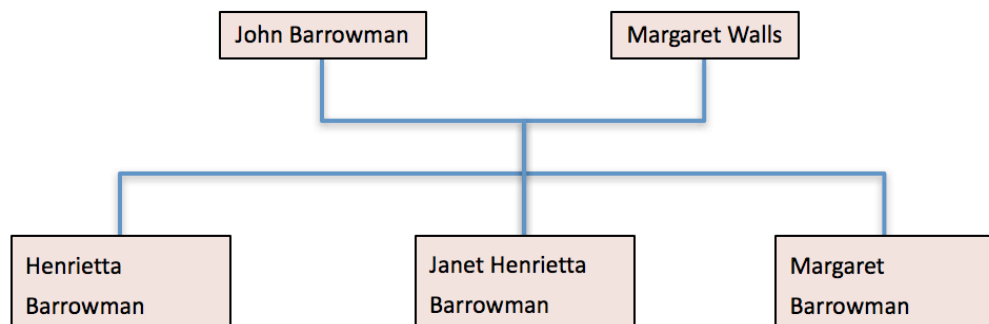 John Barrowman
Margaret Walls
Henrietta
Barrowman
Janet Henrietta
Barrowman
Margaret
Barrowman